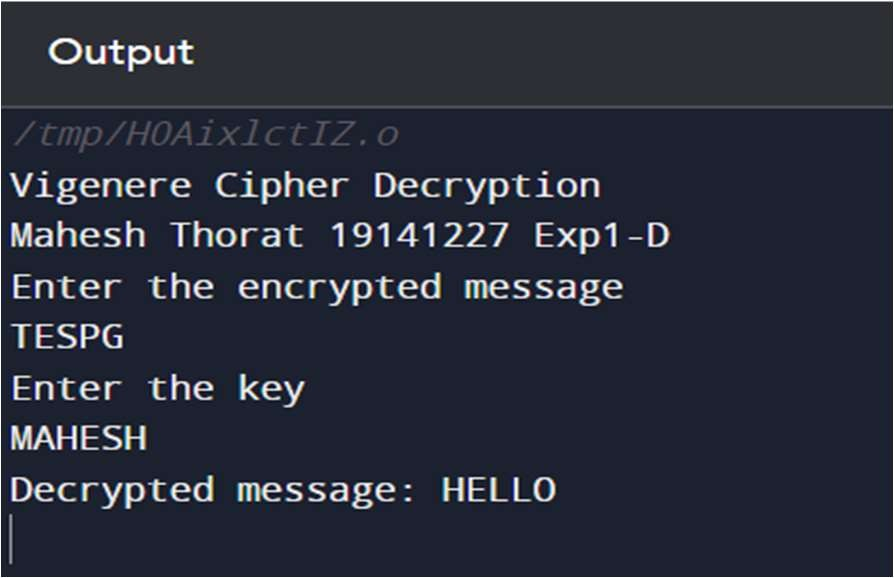 Output
/tmp/HOAixlctIZ.o
Vigenere Cipher Decryption
Mahesh Thorat 19141227 Exp1-D
Enter the encrypted message
TESPG
Enter the key
MAHESH
Decrypted message: HELLO